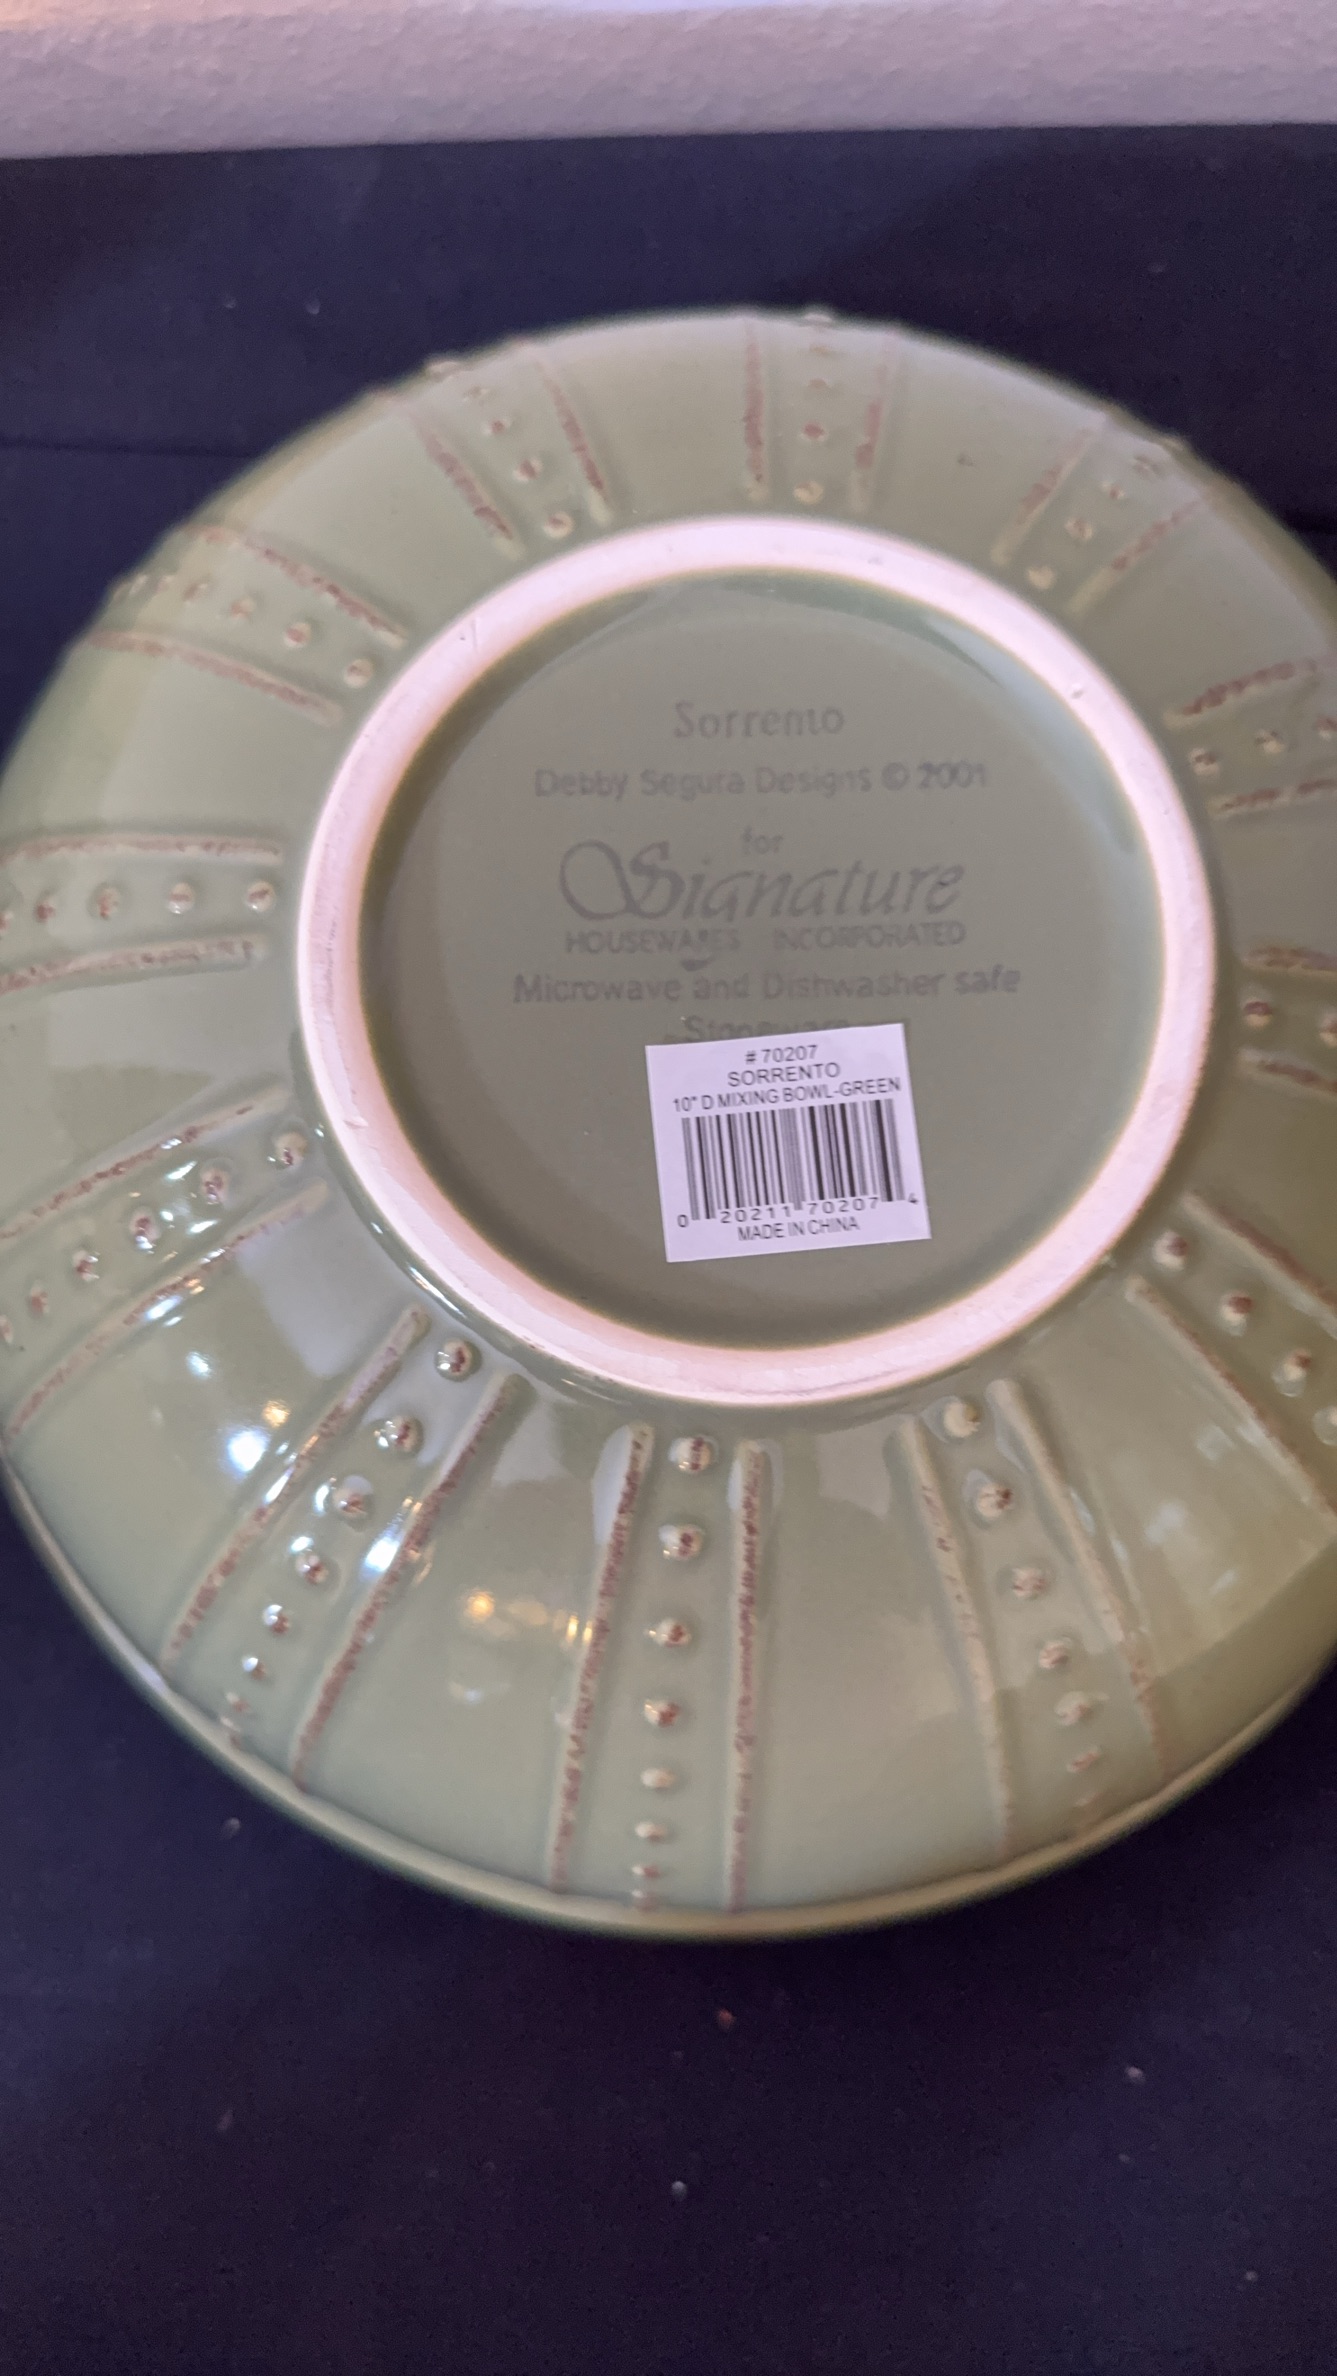 Sorrento
Debby Segura Designs © 2001
for
Signature
HOUSEWARES INCORPORATED
Microwave and Dishwasher safe
# 70207
SORRENTO
10" D MIXING BOWL-GREEN
0 20211 70207 4
MADE IN CHINA